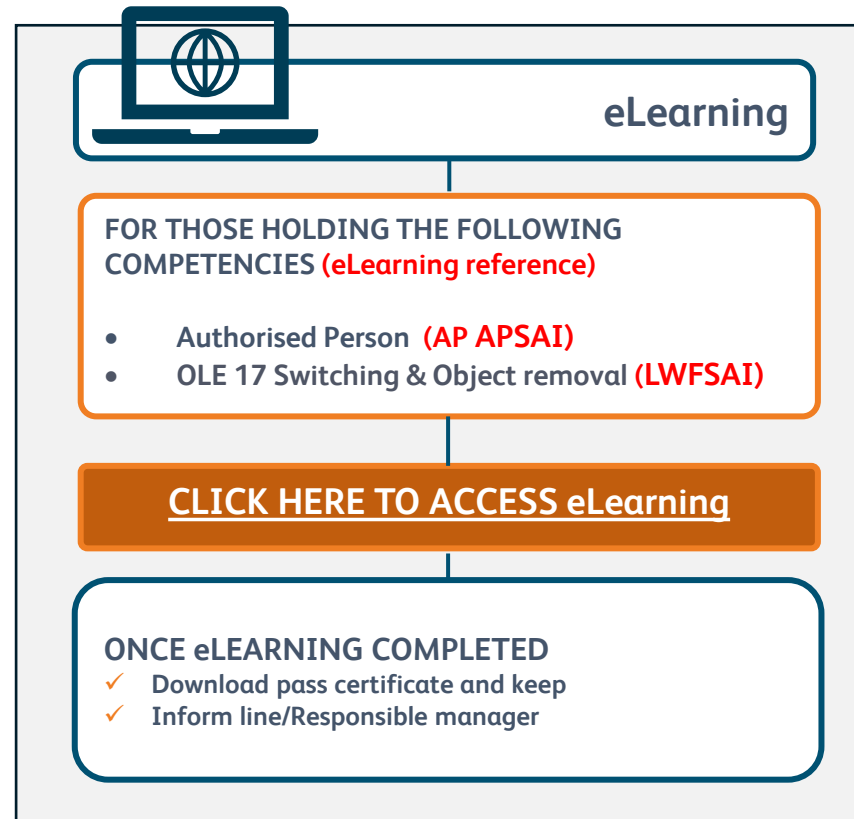 eLearning
FOR THOSE HOLDING THE FOLLOWING
COMPETENCIES (eLearning reference)
• Authorised Person (AP APSAI)
• OLE 17 Switching & Object removal (LWFSAI)
CLICK HERE TO ACCESS eLearning
ONCE eLEARNING COMPLETED
✓ Download pass certificate and keep
✓ Inform line/Responsible manager